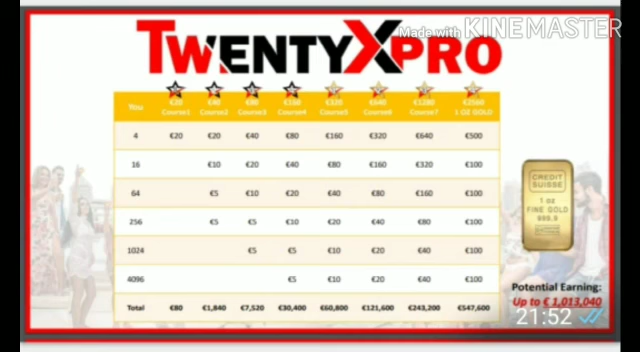 Made with KINEMASTER
TWENTYXPRO
You €20 Course1 €40 Course2 €80 Course3 €160 Course4 €320 Course5 €640 Course6 €1280 Course7 €2560 1 OZ GOLD
4 €20 €20 €40 €80 €160 €320 €640 €500
16 €10 €20 €40 €80 €160 €320 €100
64 €5 €10 €20 €40 €80 €160 €100
256 €5 €5 €10 €20 €40 €80 €100
1024 €5 €5 €10 €20 €40 €100
4096 €5 €10 €20 €40 €100
Total €80 €1,840 €7,520 €30,400 €60,800 €121,600 €243,200 €547,600
CREDIT
SUISSE
1 oz
FINE GOLD
999.9
Potential Earning:
Up to € 1,013,040
21:52